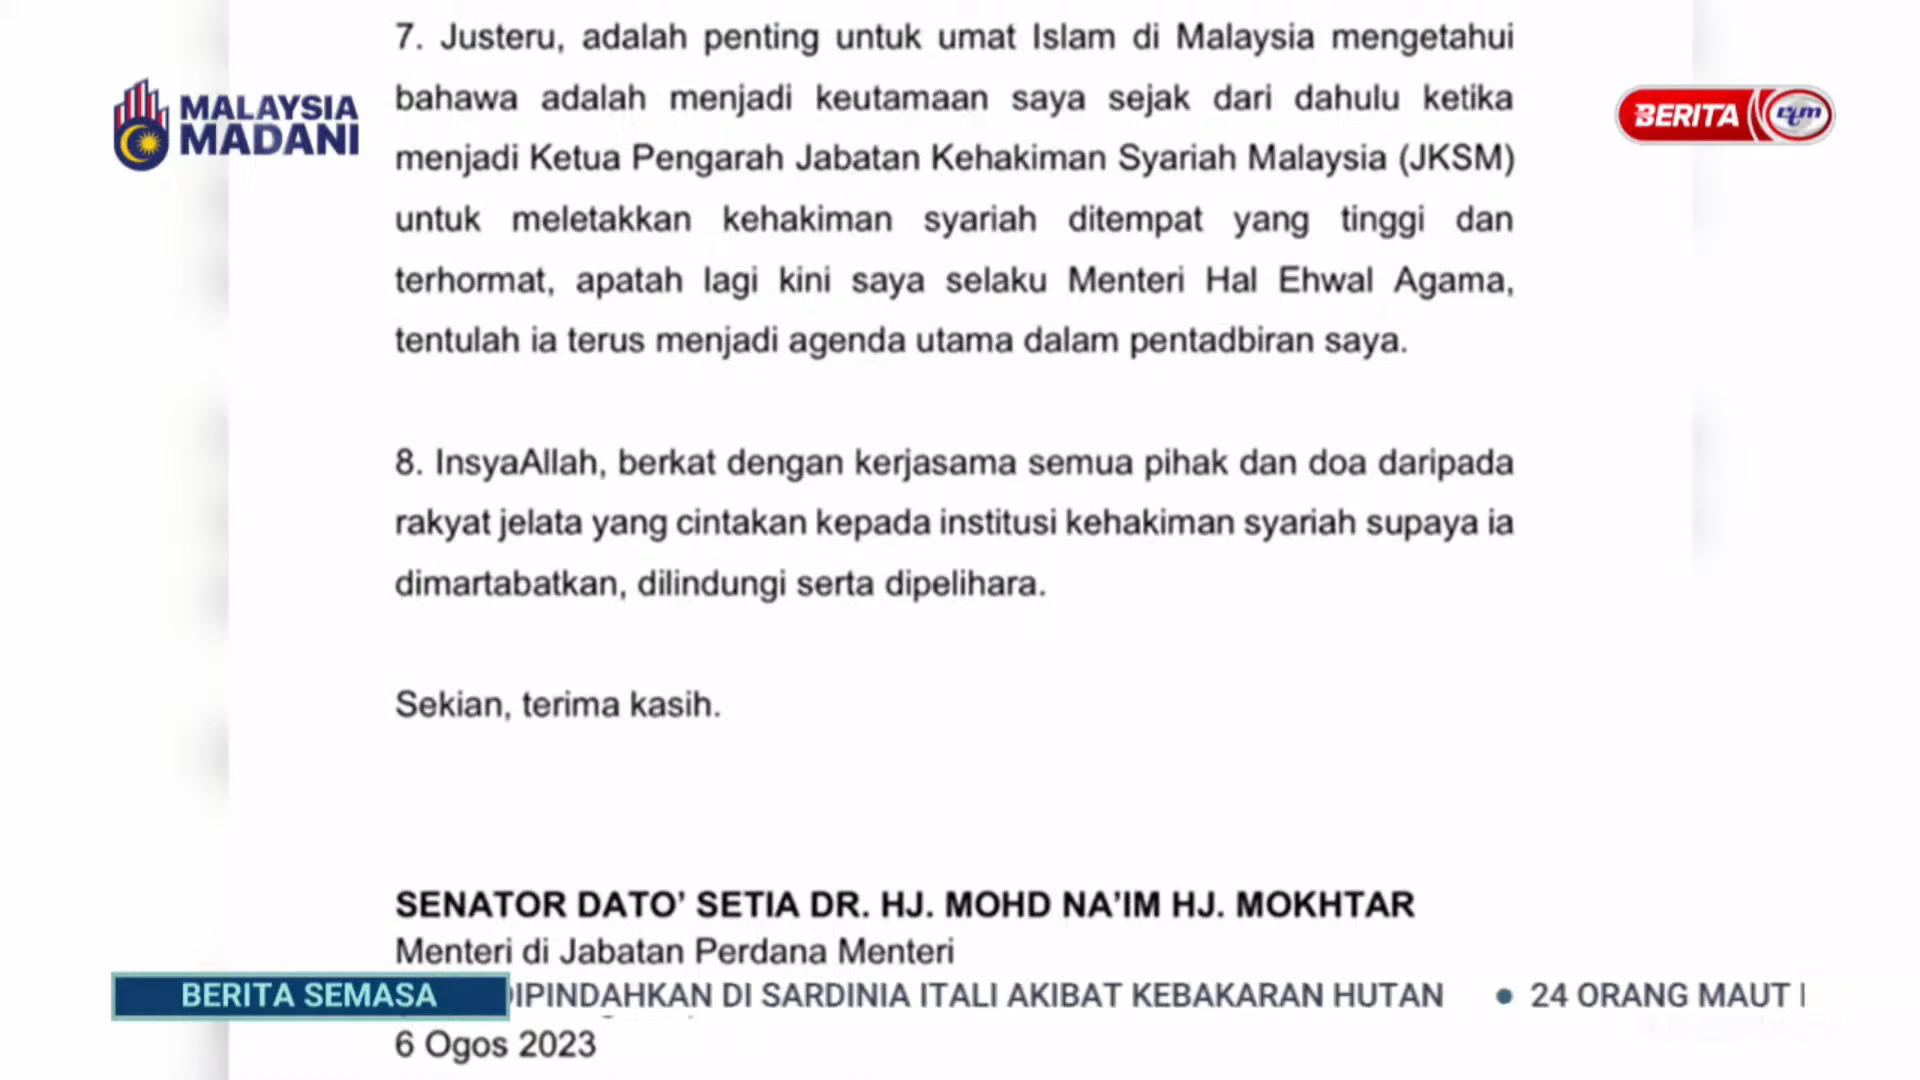 7. Justeru, adalah penting untuk umat Islam di Malaysia mengetahui
bahawa adalah menjadi keutamaan saya sejak dari dahulu ketika
menjadi Ketua Pengarah Jabatan Kehakiman Syariah Malaysia (JKSM)
untuk meletakkan kehakiman syariah ditempat yang tinggi dan
terhormat, apatah lagi kini saya selaku Menteri Hal Ehwal Agama,
tentulah ia terus menjadi agenda utama dalam pentadbiran saya.
MALAYSIA
MADANI
BERITA rtm
8. InsyaAllah, berkat dengan kerjasama semua pihak dan doa daripada
rakyat jelata yang cintakan kepada institusi kehakiman syariah supaya ia
dimartabatkan, dilindungi serta dipelihara.
Sekian, terima kasih.
SENATOR DATO’ SETIA DR. HJ. MOHD NA’IM HJ. MOKHTAR
Menteri di Jabatan Perdana Menteri
BERITA SEMASA
DIPINDAHKAN DI SARDINIA ITALI AKIBAT KEBAKARAN HUTAN • 24 ORANG MAUT
6 Ogos 2023